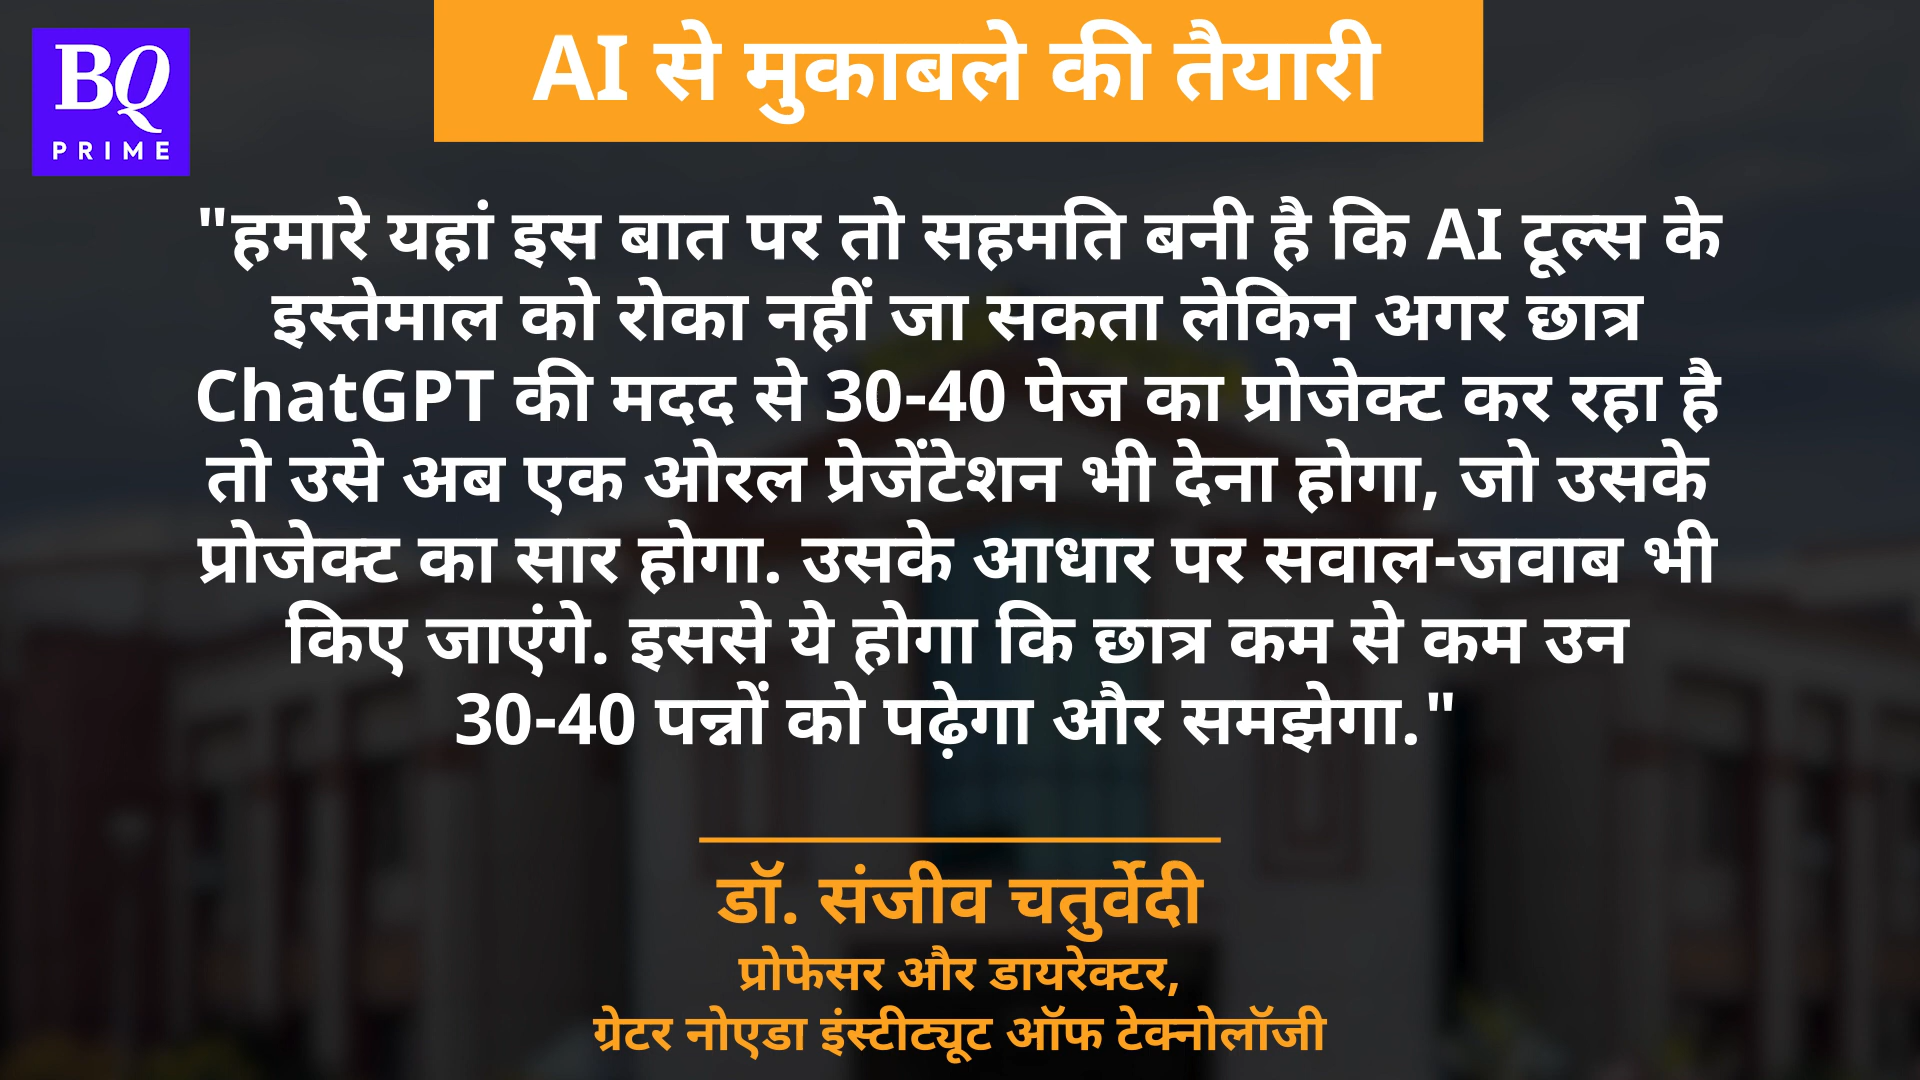 BQ
PRIME
AI से मुकाबले की तैयारी
"हमारे यहां इस बात पर तो सहमति बनी है कि AI टूल्स के
इस्तेमाल को रोका नहीं जा सकता लेकिन अगर छात्र
ChatGPT की मदद से 30-40 पेज का प्रोजेक्ट कर रहा है
तो उसे अब एक ओरल प्रेजेंटेशन भी देना होगा, जो उसके
प्रोजेक्ट का सार होगा. उसके आधार पर सवाल-जवाब भी
किए जाएंगे. इससे ये होगा कि छात्र कम से कम उन
30-40 पन्नों को पढ़ेगा और समझेगा."
डॉ. संजीव चतुर्वेदी
प्रोफेसर और डायरेक्टर,
ग्रेटर नोएडा इंस्टीट्यूट ऑफ टेक्नोलॉजी